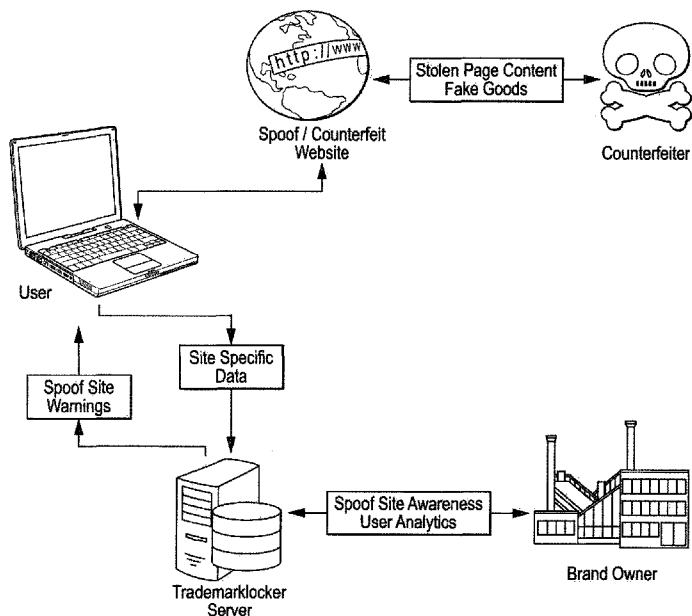 http://www
Stolen Page Content
Fake Goods
Spoof / Counterfeit
Website
Counterfeiter
User
Site Specific
Data
Spoof Site
Warnings
Spoof Site Awareness
User Analytics
Trademarklocker
Server
Brand Owner